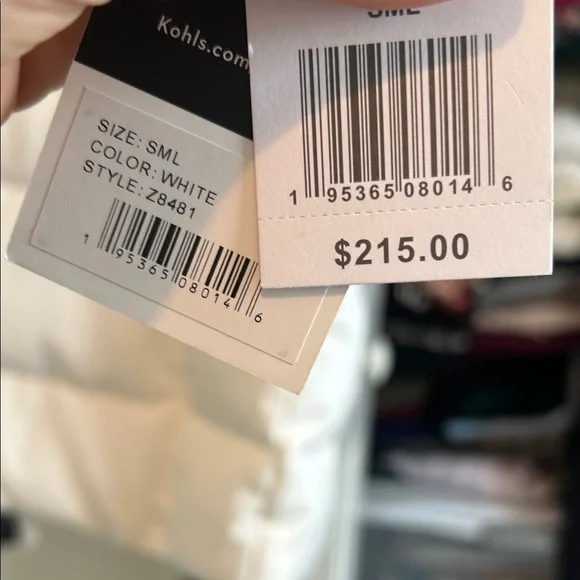 Kohls.com
SIZE: SML
COLOR: WHITE
STYLE: Z8481
1 95365 08014 6
SML
1 95365 08014 6
$215.00